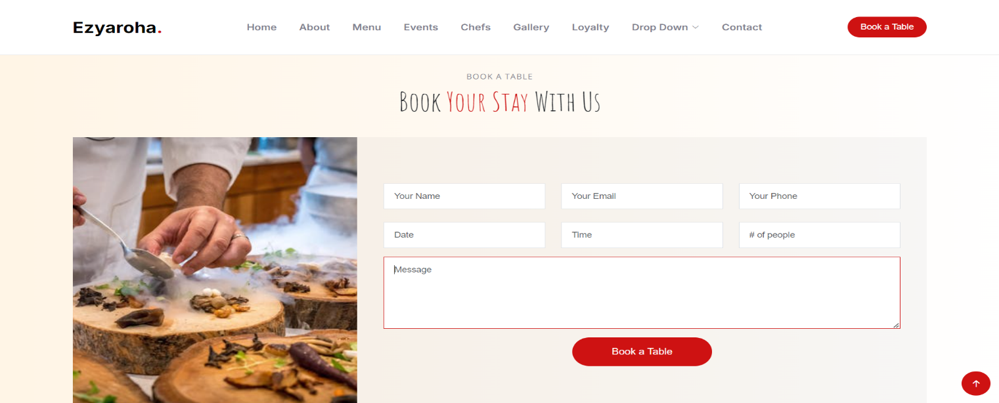 Ezyaroha.
Home About Menu Events Chefs Gallery Loyalty Drop Down Contact
Book a Table
BOOK A TABLE
Book Your Stay With Us
Your Name Your Email Your Phone
Date Time # of people
Message
Book a Table